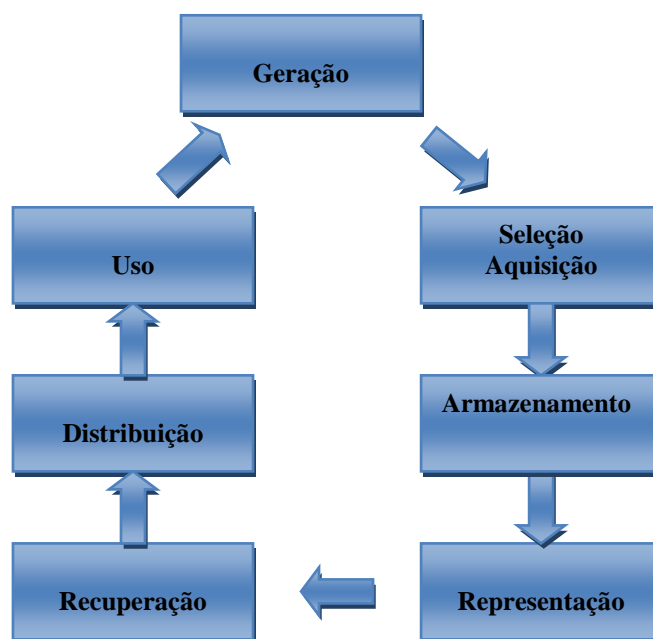 Geração
Seleção
Aquisição
Uso
Armazenamento
Distribuição
Representação
Recuperação